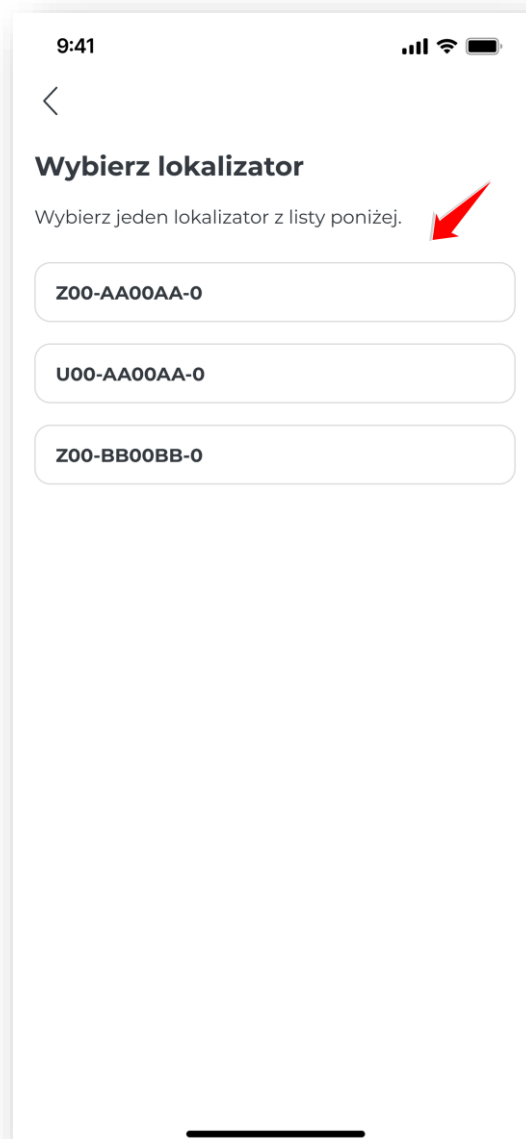 9:41
Wybierz lokalizator
Wybierz jeden lokalizator z listy poniżej.
Z00-AA00AA-0
U00-AA00AA-0
Z00-BB00BB-0